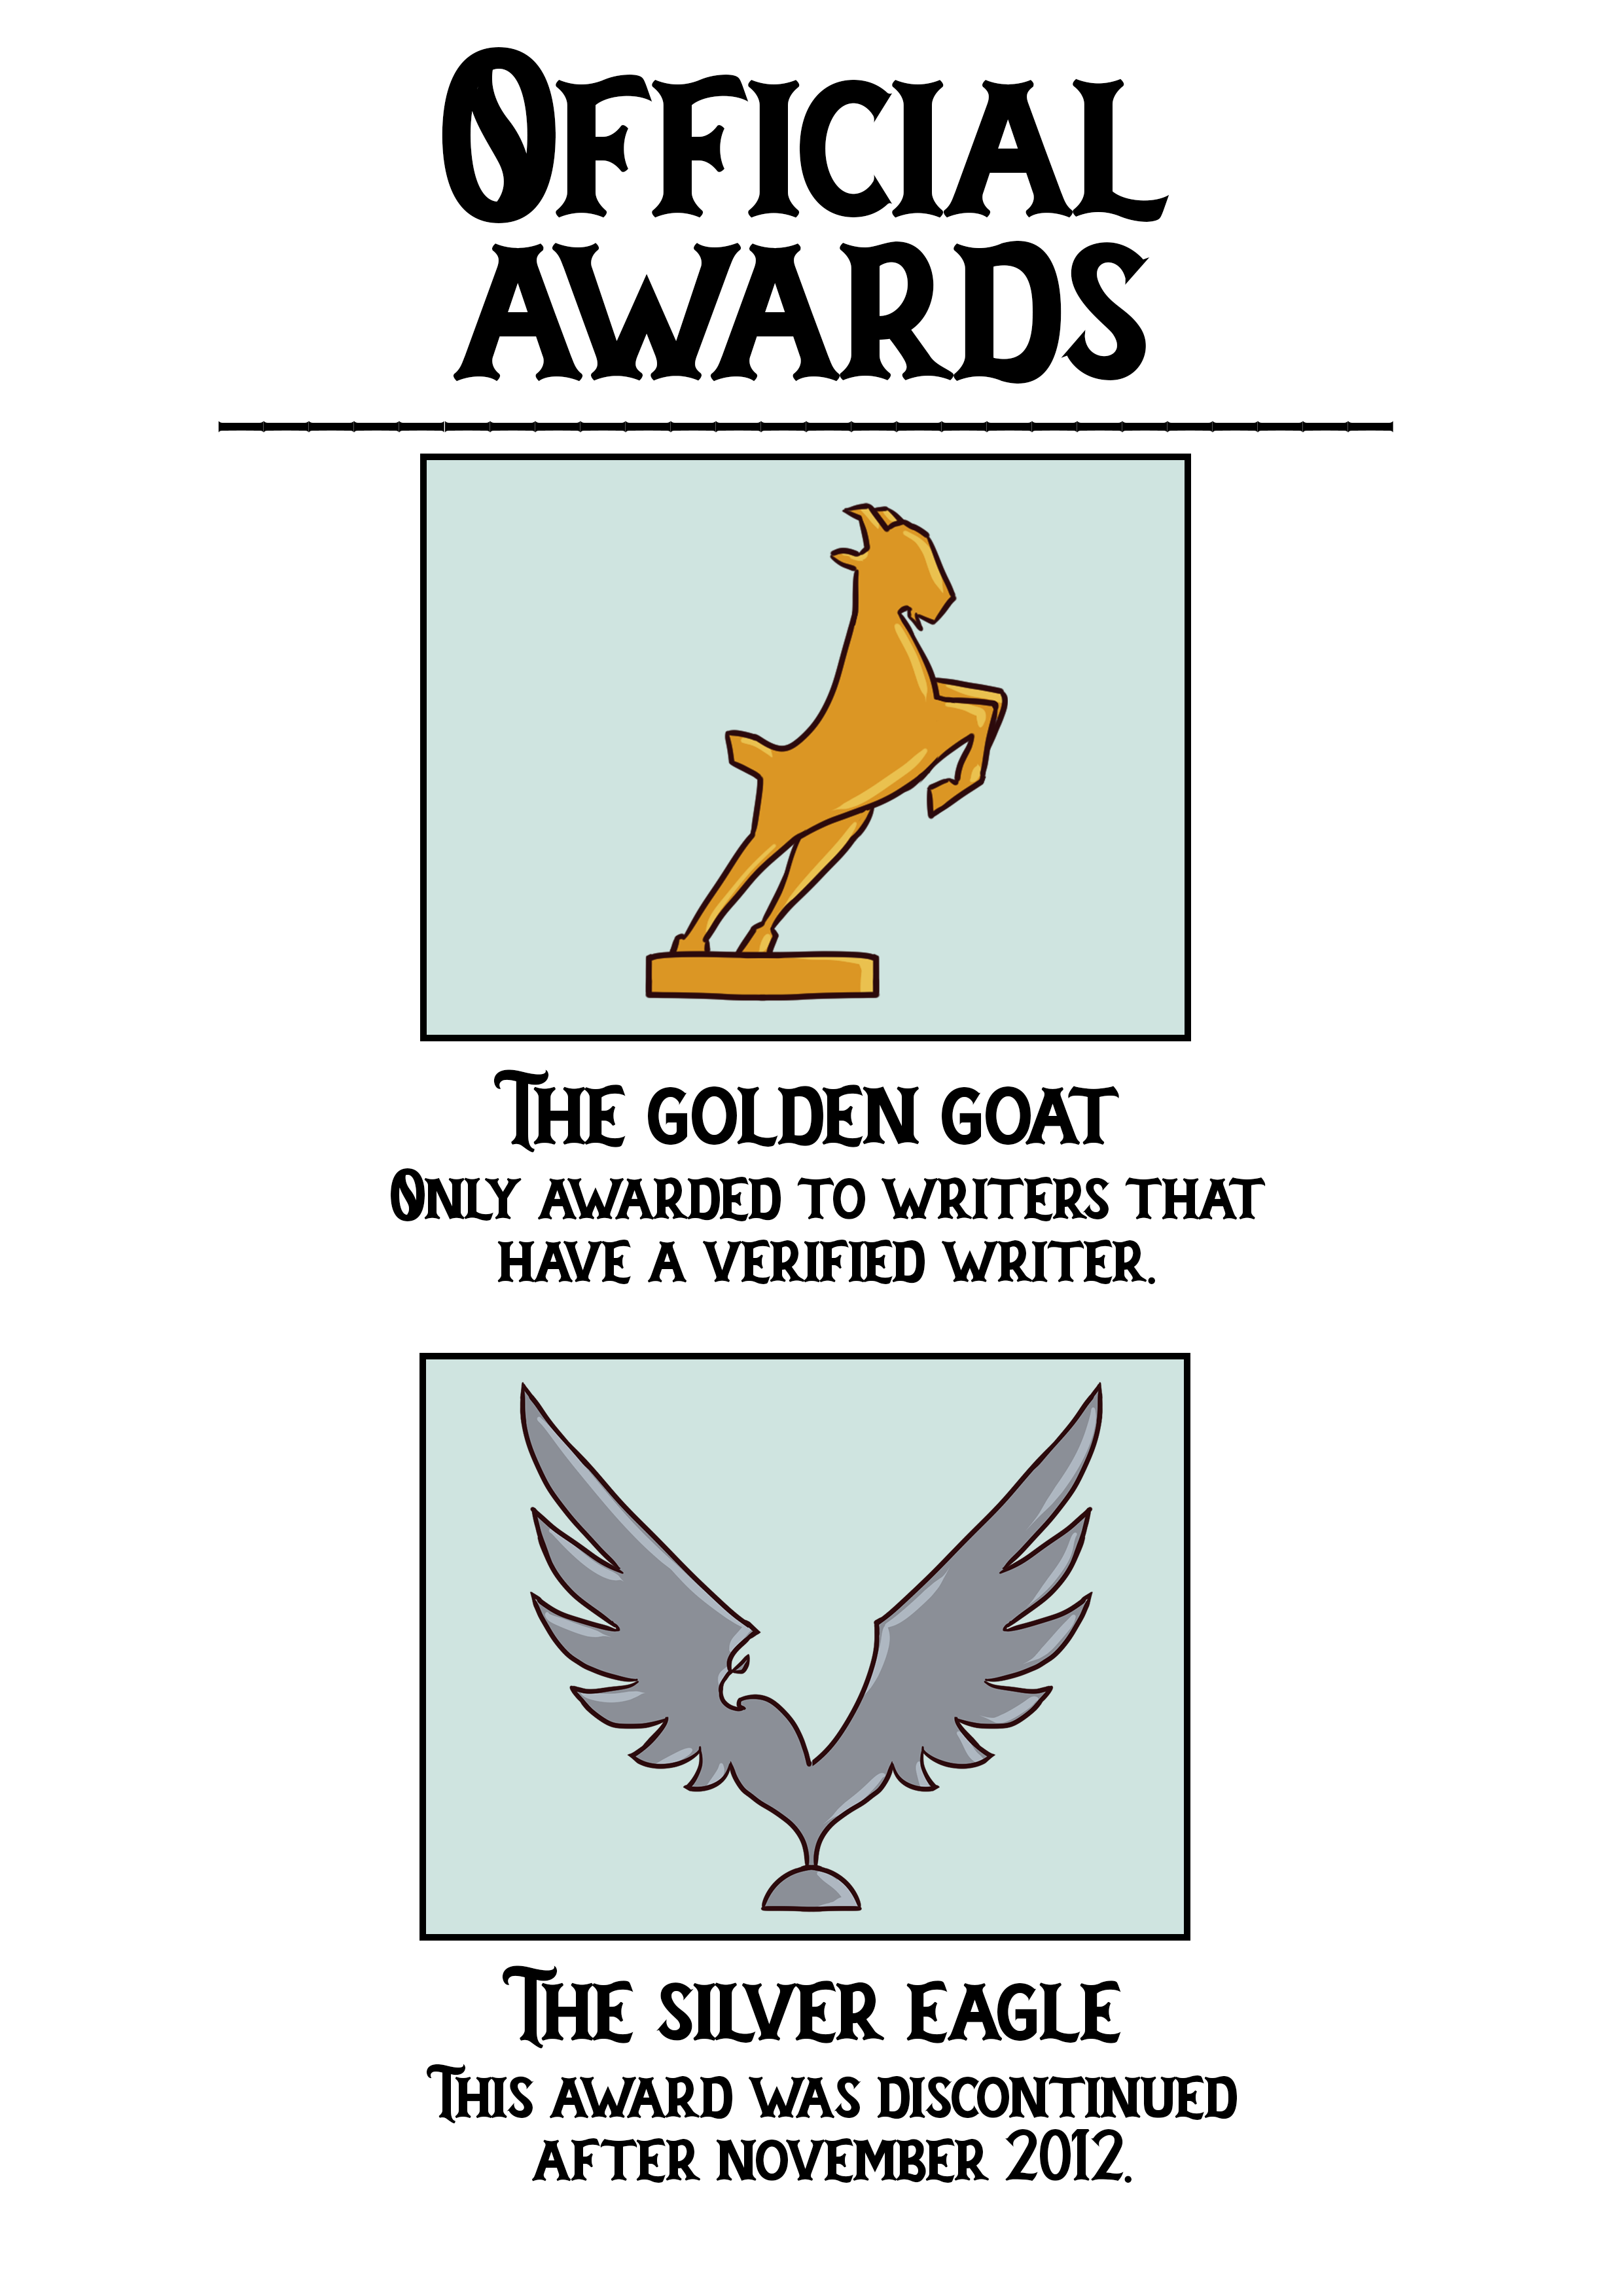 Official
awards
The golden goat
Only awarded to writers that
have a verified writer.
The silver eagle
This award was discontinued
after november 2012.